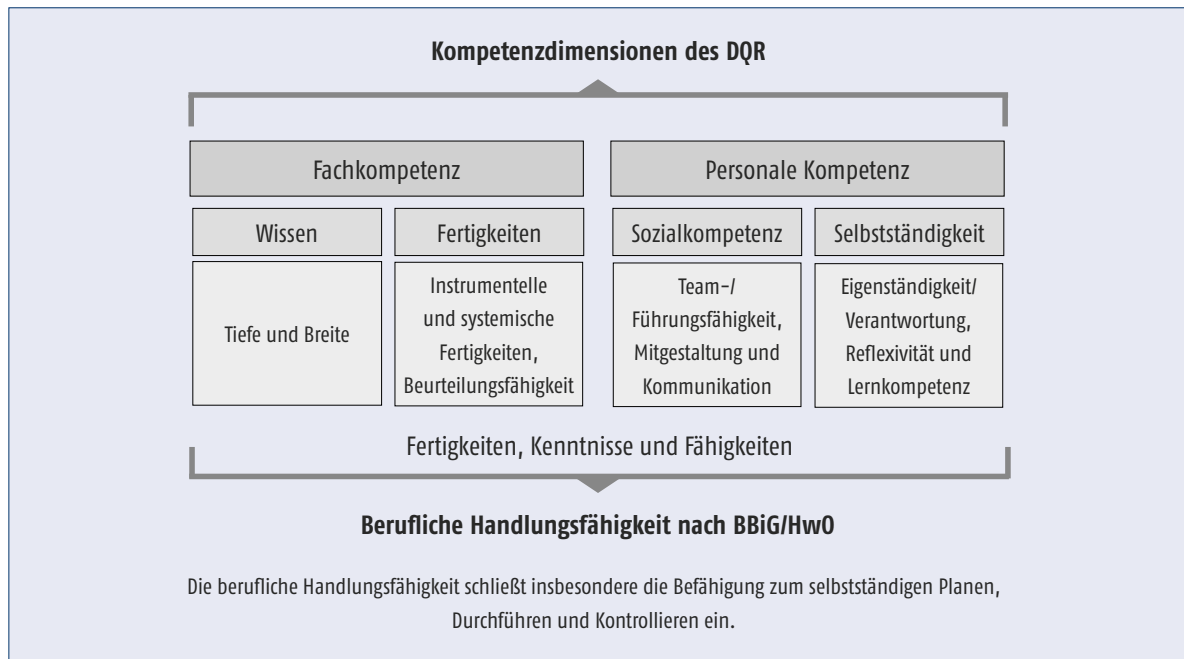 Kompetenzdimensionen des DQR
Fachkompetenz
Personale Kompetenz
Wissen
Fertigkeiten
Sozialkompetenz
Selbstständigkeit
Tiefe und Breite
Instrumentelle
und systemische
Fertigkeiten,
Beurteilungsfähigkeit
Team-/
Führungsfähigkeit,
Mitgestaltung und
Kommunikation
Eigenständigkeit/
Verantwortung,
Reflexivität und
Lernkompetenz
Fertigkeiten, Kenntnisse und Fähigkeiten
Berufliche Handlungsfähigkeit nach BBiG/HwO
Die berufliche Handlungsfähigkeit schließt insbesondere die Befähigung zum selbstständigen Planen,
Durchführen und Kontrollieren ein.